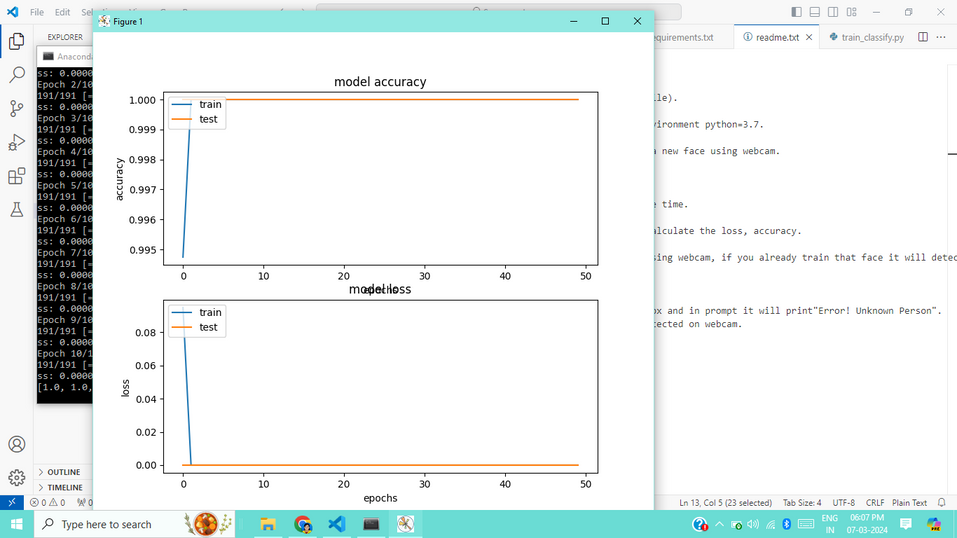 File Edit
Figure 1
EXPLORER
equirements.txt
readme.txt
train_classify.py
Anaconda
ss: 0.0000
Epoch 2/10
191/191 [=
ss: 0.0000
Epoch 3/10
191/191 [=
ss: 0.0000
Epoch 4/10
191/191 [=
ss: 0.0000
Epoch 5/10
191/191 [=
ss: 0.0000
Epoch 6/10
191/191 [=
ss: 0.0000
Epoch 7/10
191/191 [=
ss: 0.0000
Epoch 8/10
191/191 [=
ss: 0.0000
Epoch 9/10
191/191 [=
ss: 0.0000
Epoch 10/1
191/191 [=
ss: 0.0000
[1.0, 1.0,
model accuracy
train
test
1.000
0.999
0.998
0.997
0.996
0.995
accuracy
0 10 20 30 40 50
epochs
model loss
train
test
0.08
0.06
0.04
0.02
0.00
loss
0 10 20 30 40 50
epochs
le).
vironment python=3.7.
a new face using webcam.
e time.
alculate the loss, accuracy.
sing webcam, if you already train that face it will detec
ox and in prompt it will print"Error! Unknown Person".
tected on webcam.
OUTLINE
TIMELINE
0 0 0
Ln 13, Col 5 (23 selected) Tab Size: 4 UTF-8 CRLF Plain Text
Type here to search
ENG
IN
06:07 PM
07-03-2024